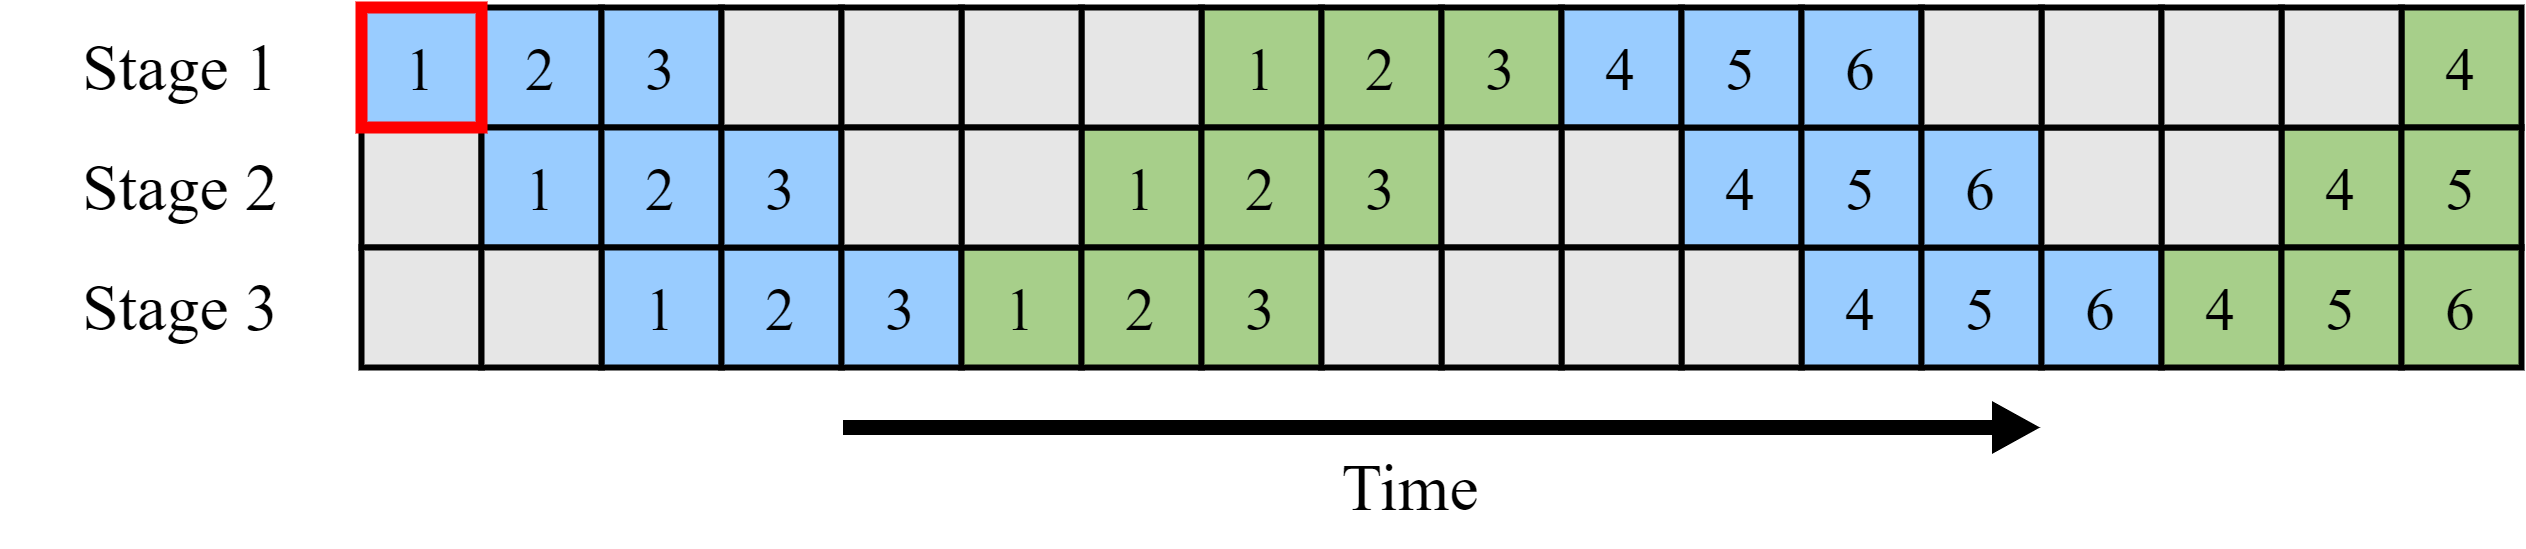 Stage 1 1 2 3 1 2 3 4 5 6 4
Stage 2 1 2 3 1 2 3 4 5 6 4 5
Stage 3 1 2 3 1 2 3 4 5 6 4 5 6
Time